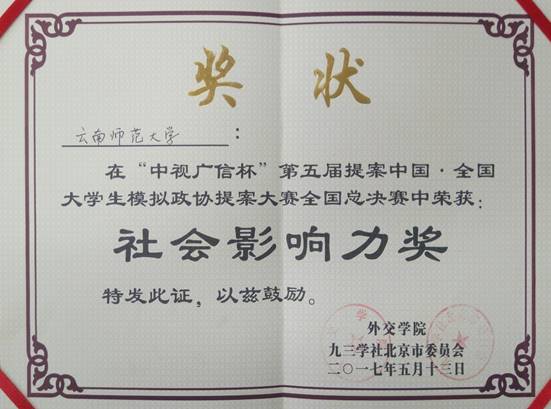 奖状
云南师范大学：
在“中视广信杯”第五届提案中国·全国
大学生模拟政协提案大赛全国总决赛中荣获：
社会影响力奖
特发此证，以兹鼓励。
外交学院
九三学社北京市委员会
二〇一七年五月十三日